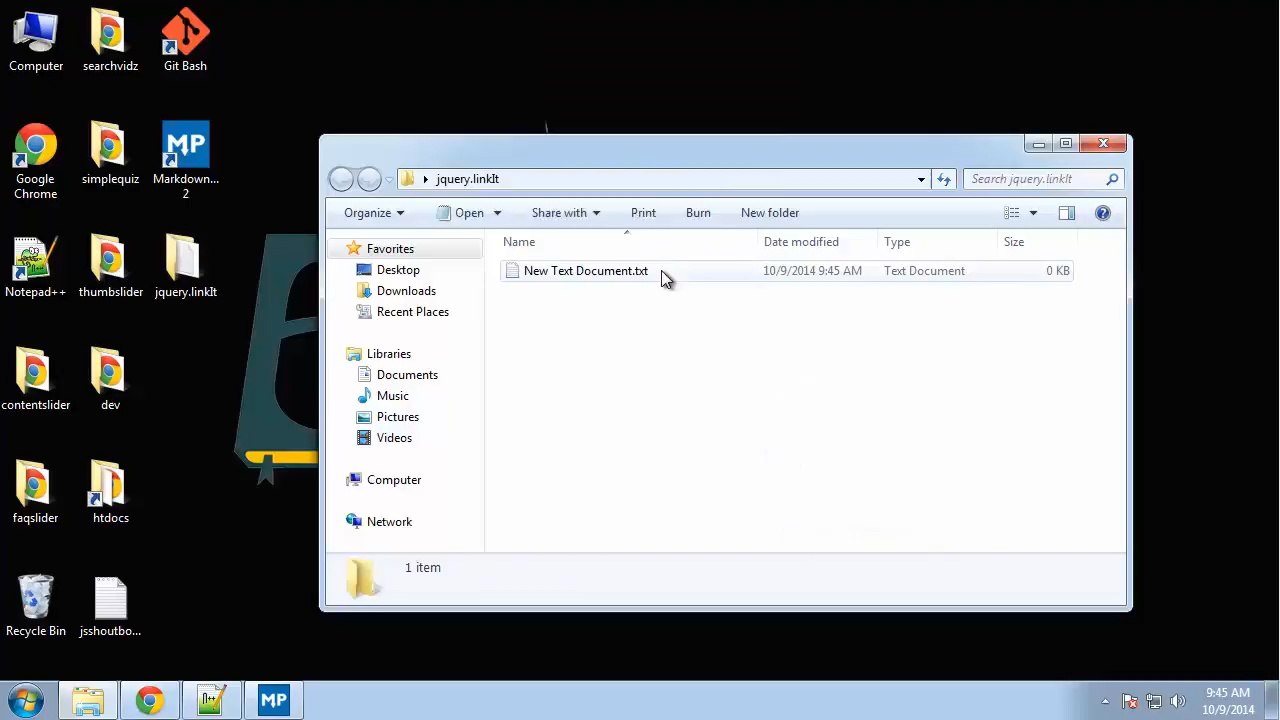 Computer
searchvidz
Git Bash
Google
Chrome
simplequiz
MP
Markdown...
2
Notepad++
thumbslider
jquery.linkIt
contentslider
dev
faqslider
htdocs
Recycle Bin
jsshoutbo...
jquery.linkIt
Search jquery.linkIt
Organize
Open
Share with
Print
Burn
New folder
Favorites
Desktop
Downloads
Recent Places
Libraries
Documents
Music
Pictures
Videos
Computer
Network
Name
Date modified
Type
Size
New Text Document.txt
10/9/2014 9:45 AM
Text Document
0 KB
1 item
MP
9:45 AM
10/9/2014